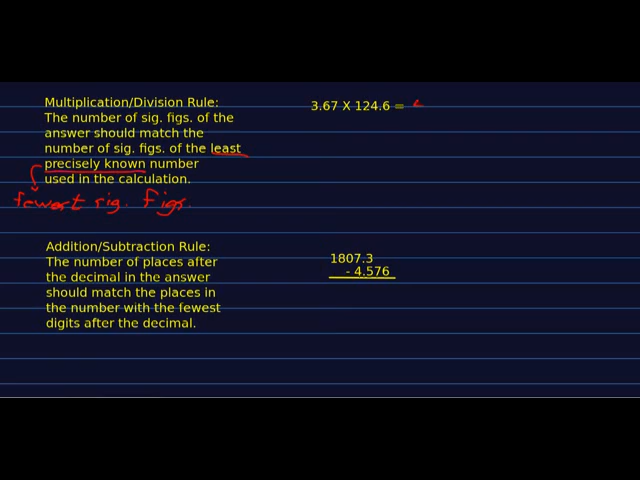 Multiplication/Division Rule:
The number of sig. figs. of the
answer should match the
number of sig. figs. of the least
precisely known number
used in the calculation.
fewest sig. figs.
3.67 X 124.6 =
Addition/Subtraction Rule:
The number of places after
the decimal in the answer
should match the places in
the number with the fewest
digits after the decimal.
1807.3
- 4.576